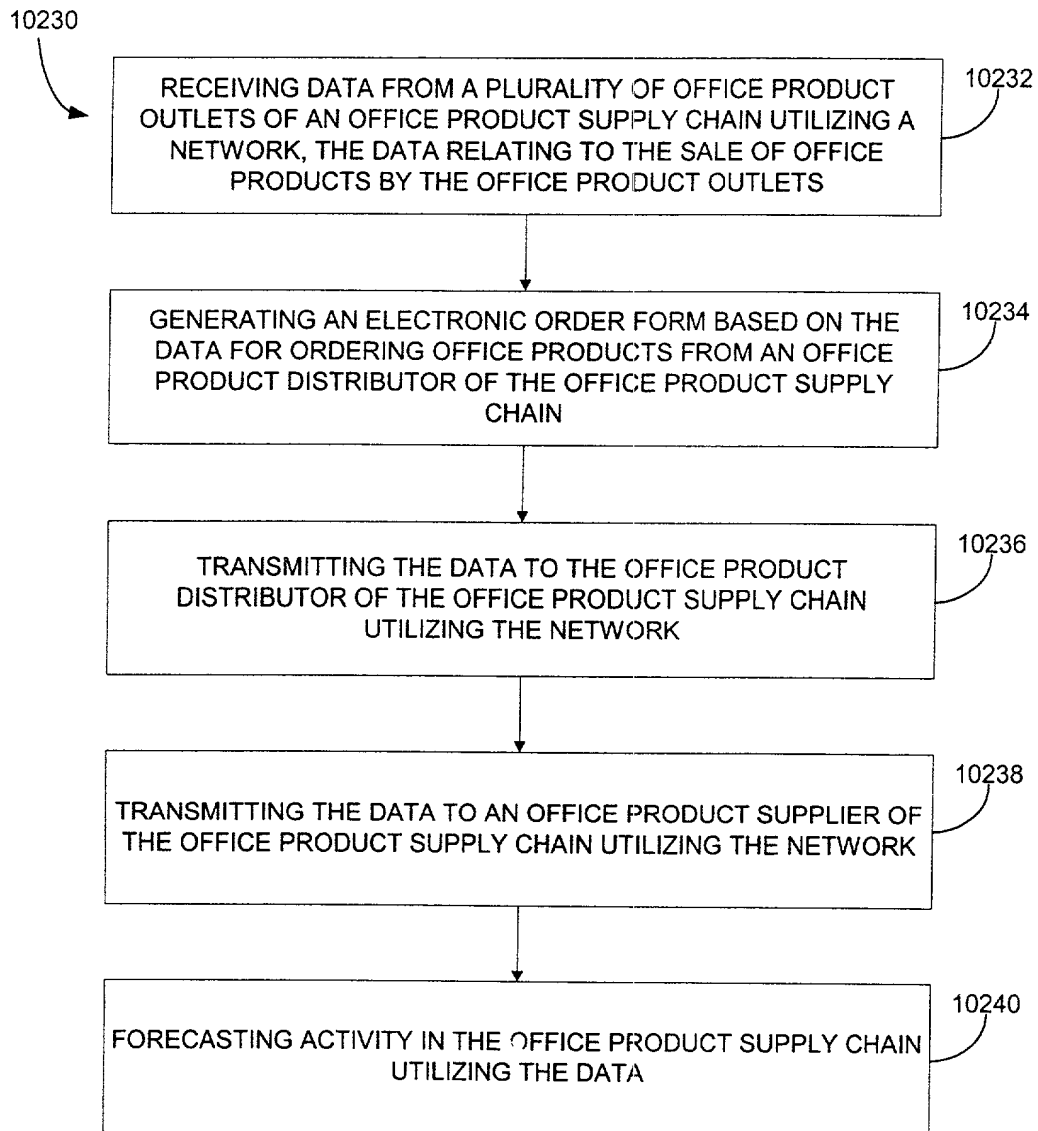 10230
RECEIVING DATA FROM A PLURALITY OF OFFICE PRODUCT
OUTLETS OF AN OFFICE PRODUCT SUPPLY CHAIN UTILIZING A
NETWORK, THE DATA RELATING TO THE SALE OF OFFICE
PRODUCTS BY THE OFFICE PRODUCT OUTLETS
10232
GENERATING AN ELECTRONIC ORDER FORM BASED ON THE
DATA FOR ORDERING OFFICE PRODUCTS FROM AN OFFICE
PRODUCT DISTRIBUTOR OF THE OFFICE PRODUCT SUPPLY
CHAIN
10234
TRANSMITTING THE DATA TO THE OFFICE PRODUCT
DISTRIBUTOR OF THE OFFICE PRODUCT SUPPLY CHAIN
UTILIZING THE NETWORK
10236
TRANSMITTING THE DATA TO AN OFFICE PRODUCT SUPPLIER OF
THE OFFICE PRODUCT SUPPLY CHAIN UTILIZING THE NETWORK
10238
FORECASTING ACTIVITY IN THE OFFICE PRODUCT SUPPLY CHAIN
UTILIZING THE DATA
10240